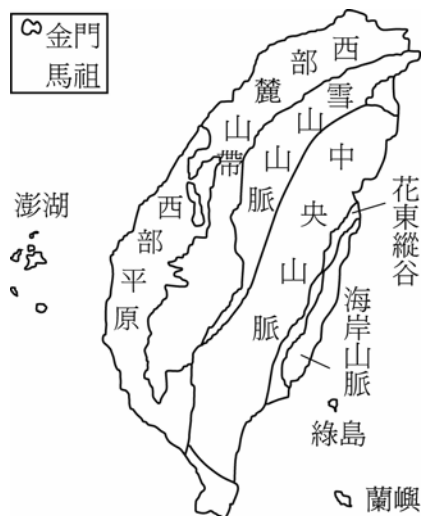 金門
馬祖
西部麓山帶
雪山山脈
中央山脈
西部平原
花東縱谷
海岸山脈
澎湖
綠島
蘭嶼